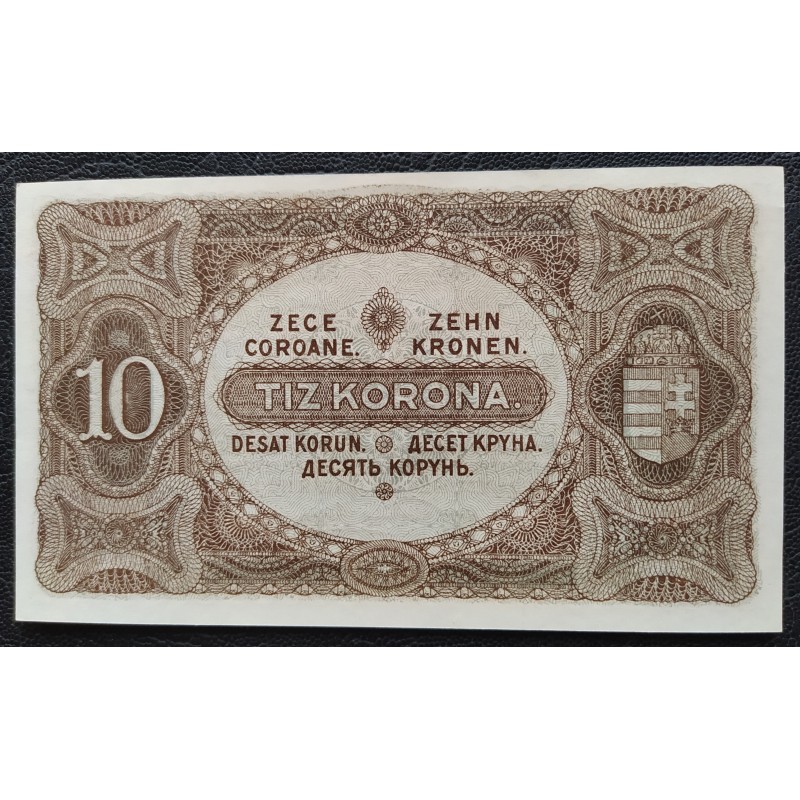 ZECE COROANE.
ZEHN KRONEN.
10
TIZ KORONA.
DESAT KORUN. ДЕСЕТ КРУНА.
ДЕСЯТЬ КОРУНЬ.